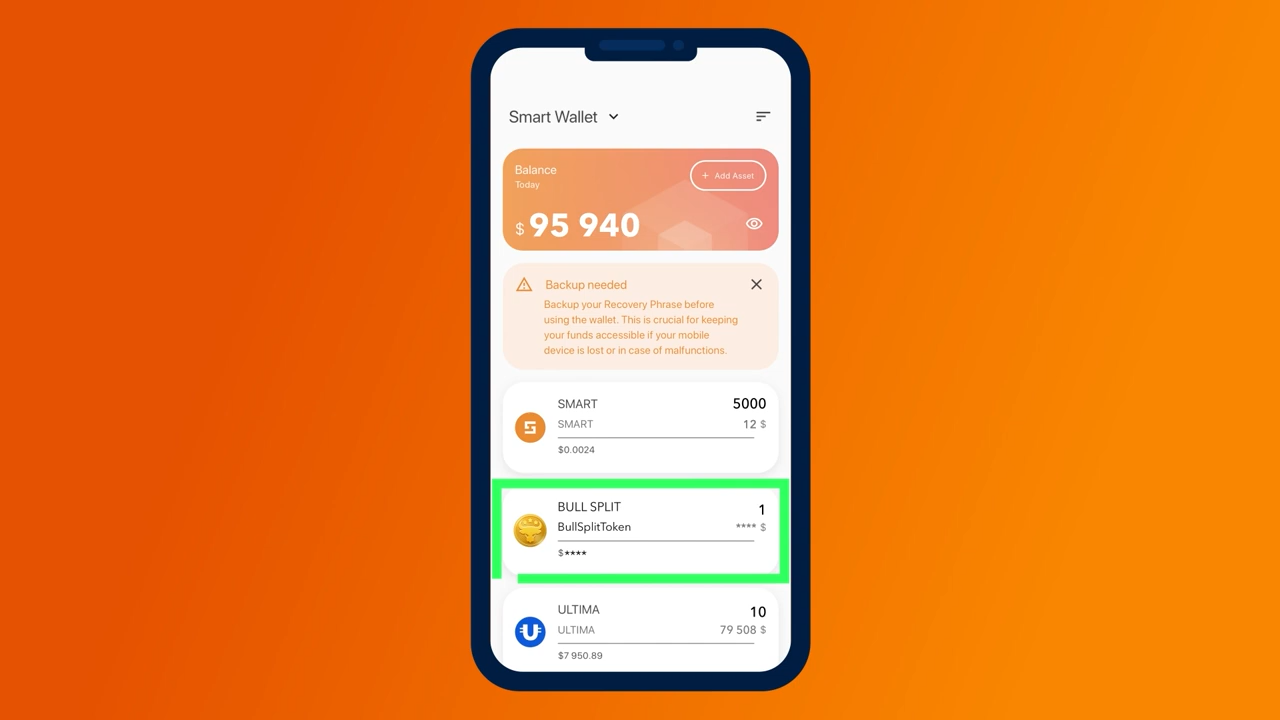 Smart Wallet
Balance
Today
+ Add Asset
$ 95 940
Backup needed
Backup your Recovery Phrase before
using the wallet. This is crucial for keeping
your funds accessible if your mobile
device is lost or in case of malfunctions.
SMART 5000
SMART 12 $
$0.0024
BULL SPLIT 1
BullSplitToken **** $
$****
ULTIMA 10
ULTIMA 79 508 $
$7 950.89